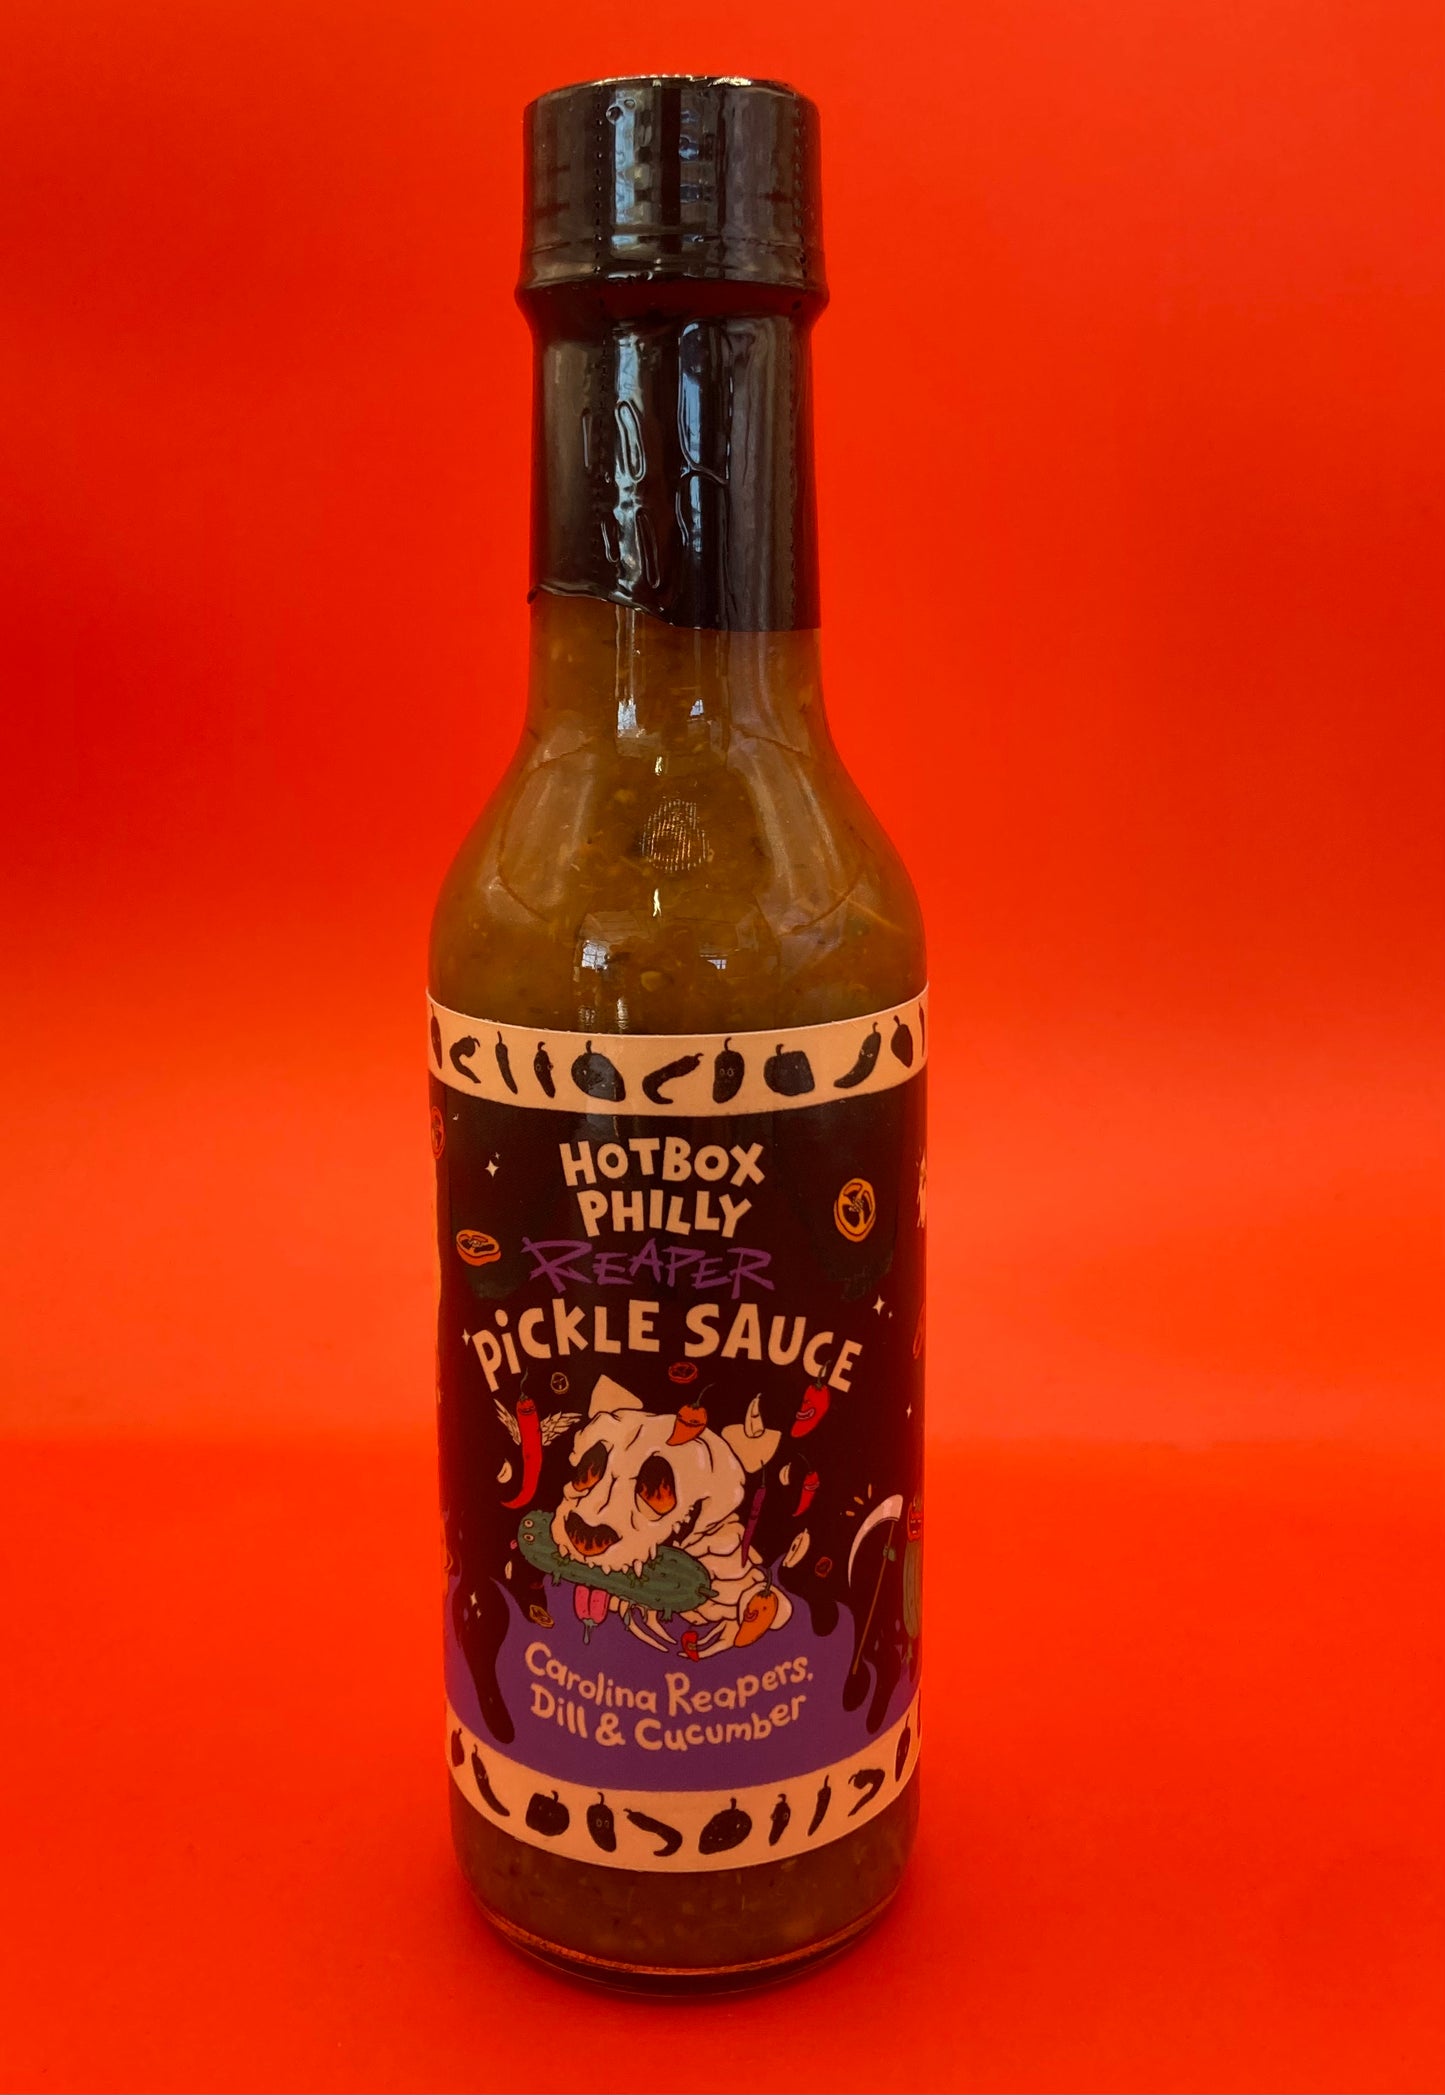 HOTBOX
PHILLY
REAPER
PiCKLE SAUCE
Carolina Reapers,
Dill & Cucumber